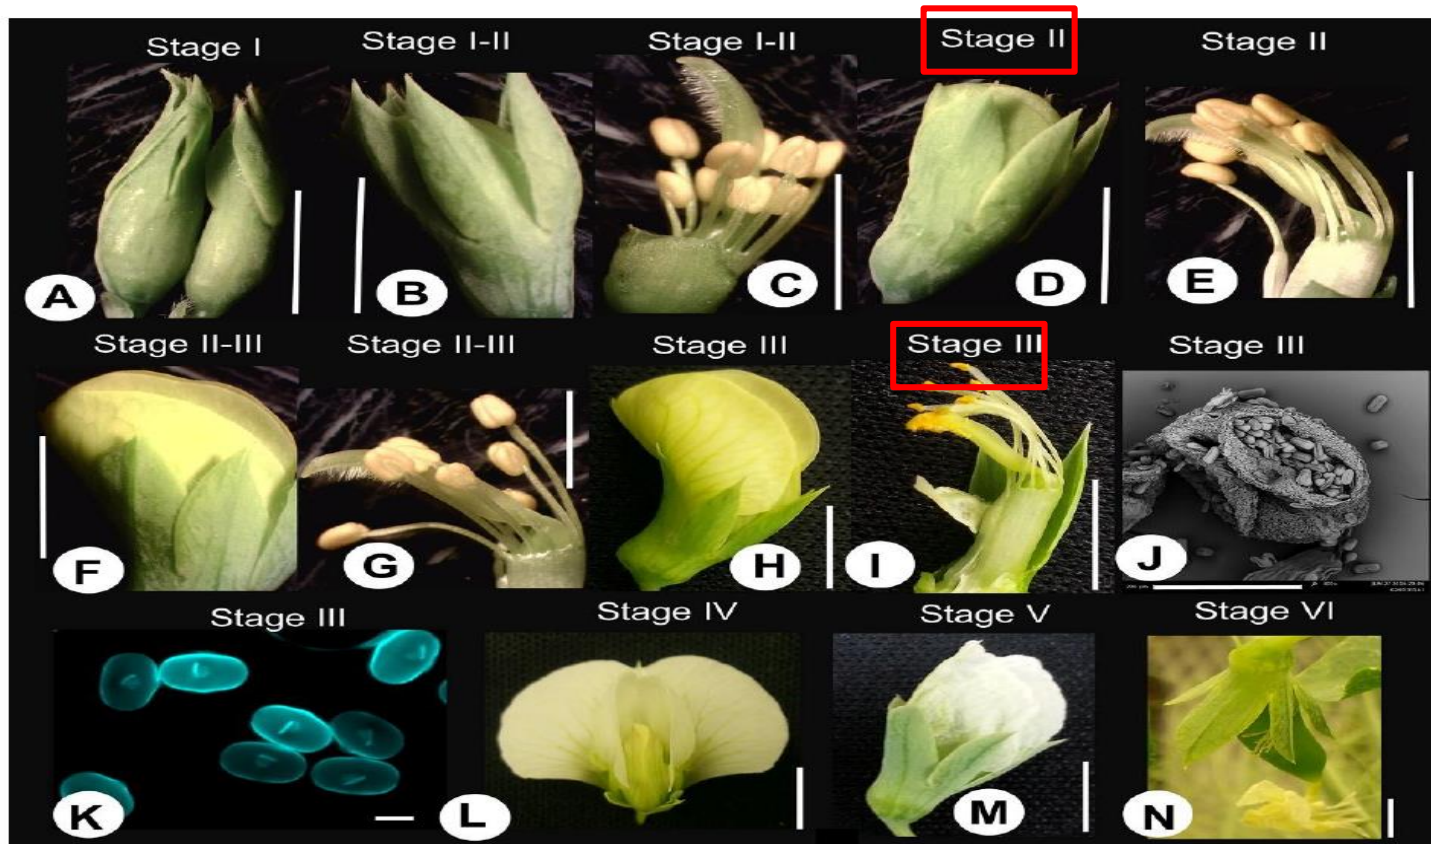 Stage I
Stage I-II
Stage I-II
Stage II
Stage II
A
B
C
D
E
Stage II-III
Stage II-III
Stage III
Stage III
Stage III
F
G
H
I
J
Stage III
Stage IV
Stage V
Stage VI
K
L
M
N